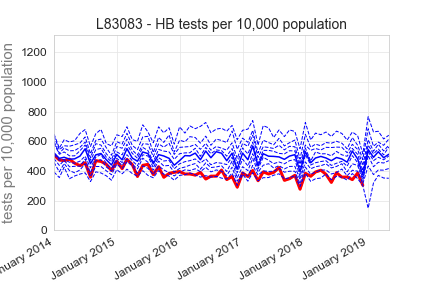 L83083 - HB tests per 10,000 population
tests per 10,000 population
1200
1000
800
600
400
200
0
nuary 2014
January 2015
January 2016
January 2017
January 2018
January 2019